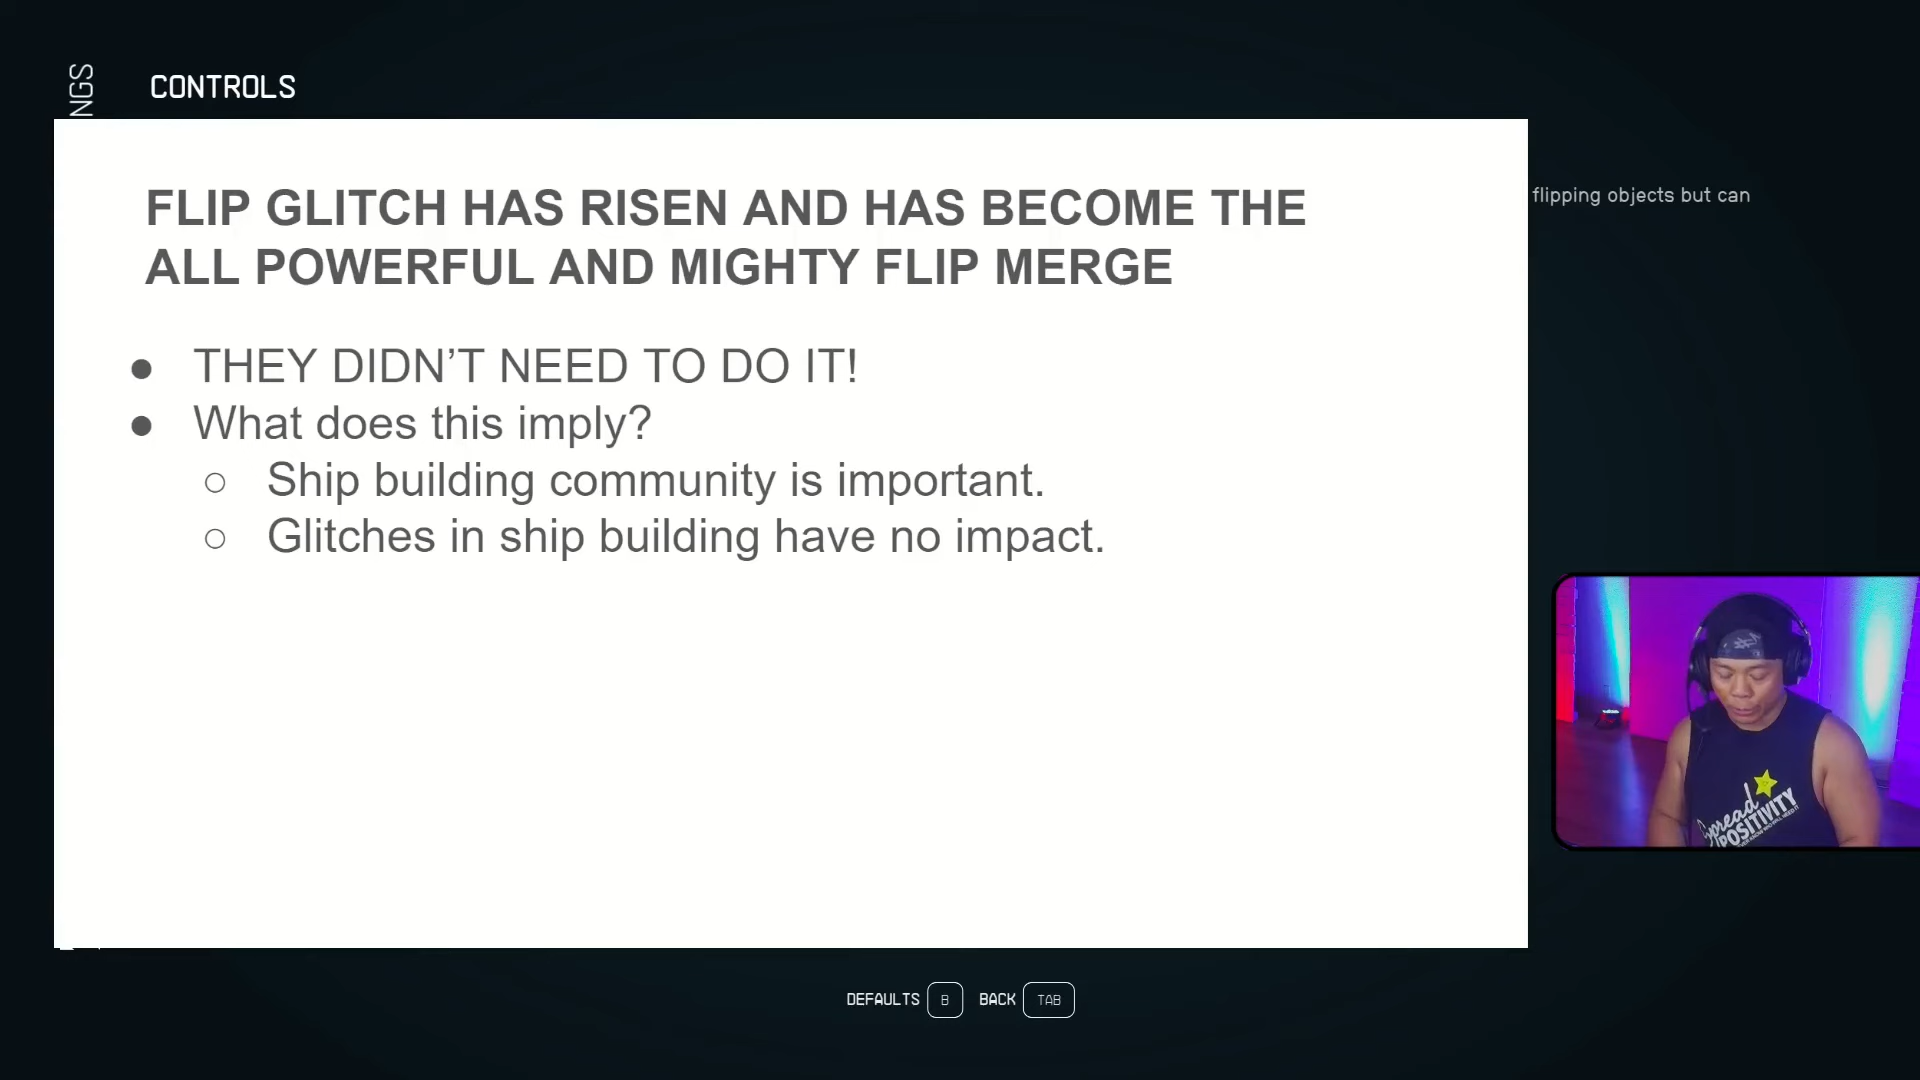 NGS
CONTROLS
FLIP GLITCH HAS RISEN AND HAS BECOME THE
ALL POWERFUL AND MIGHTY FLIP MERGE
flipping objects but can
● THEY DIDN’T NEED TO DO IT!
● What does this imply?
○ Ship building community is important.
○ Glitches in ship building have no impact.
Spread
POSITIVITY
DEFAULTS B BACK TAB